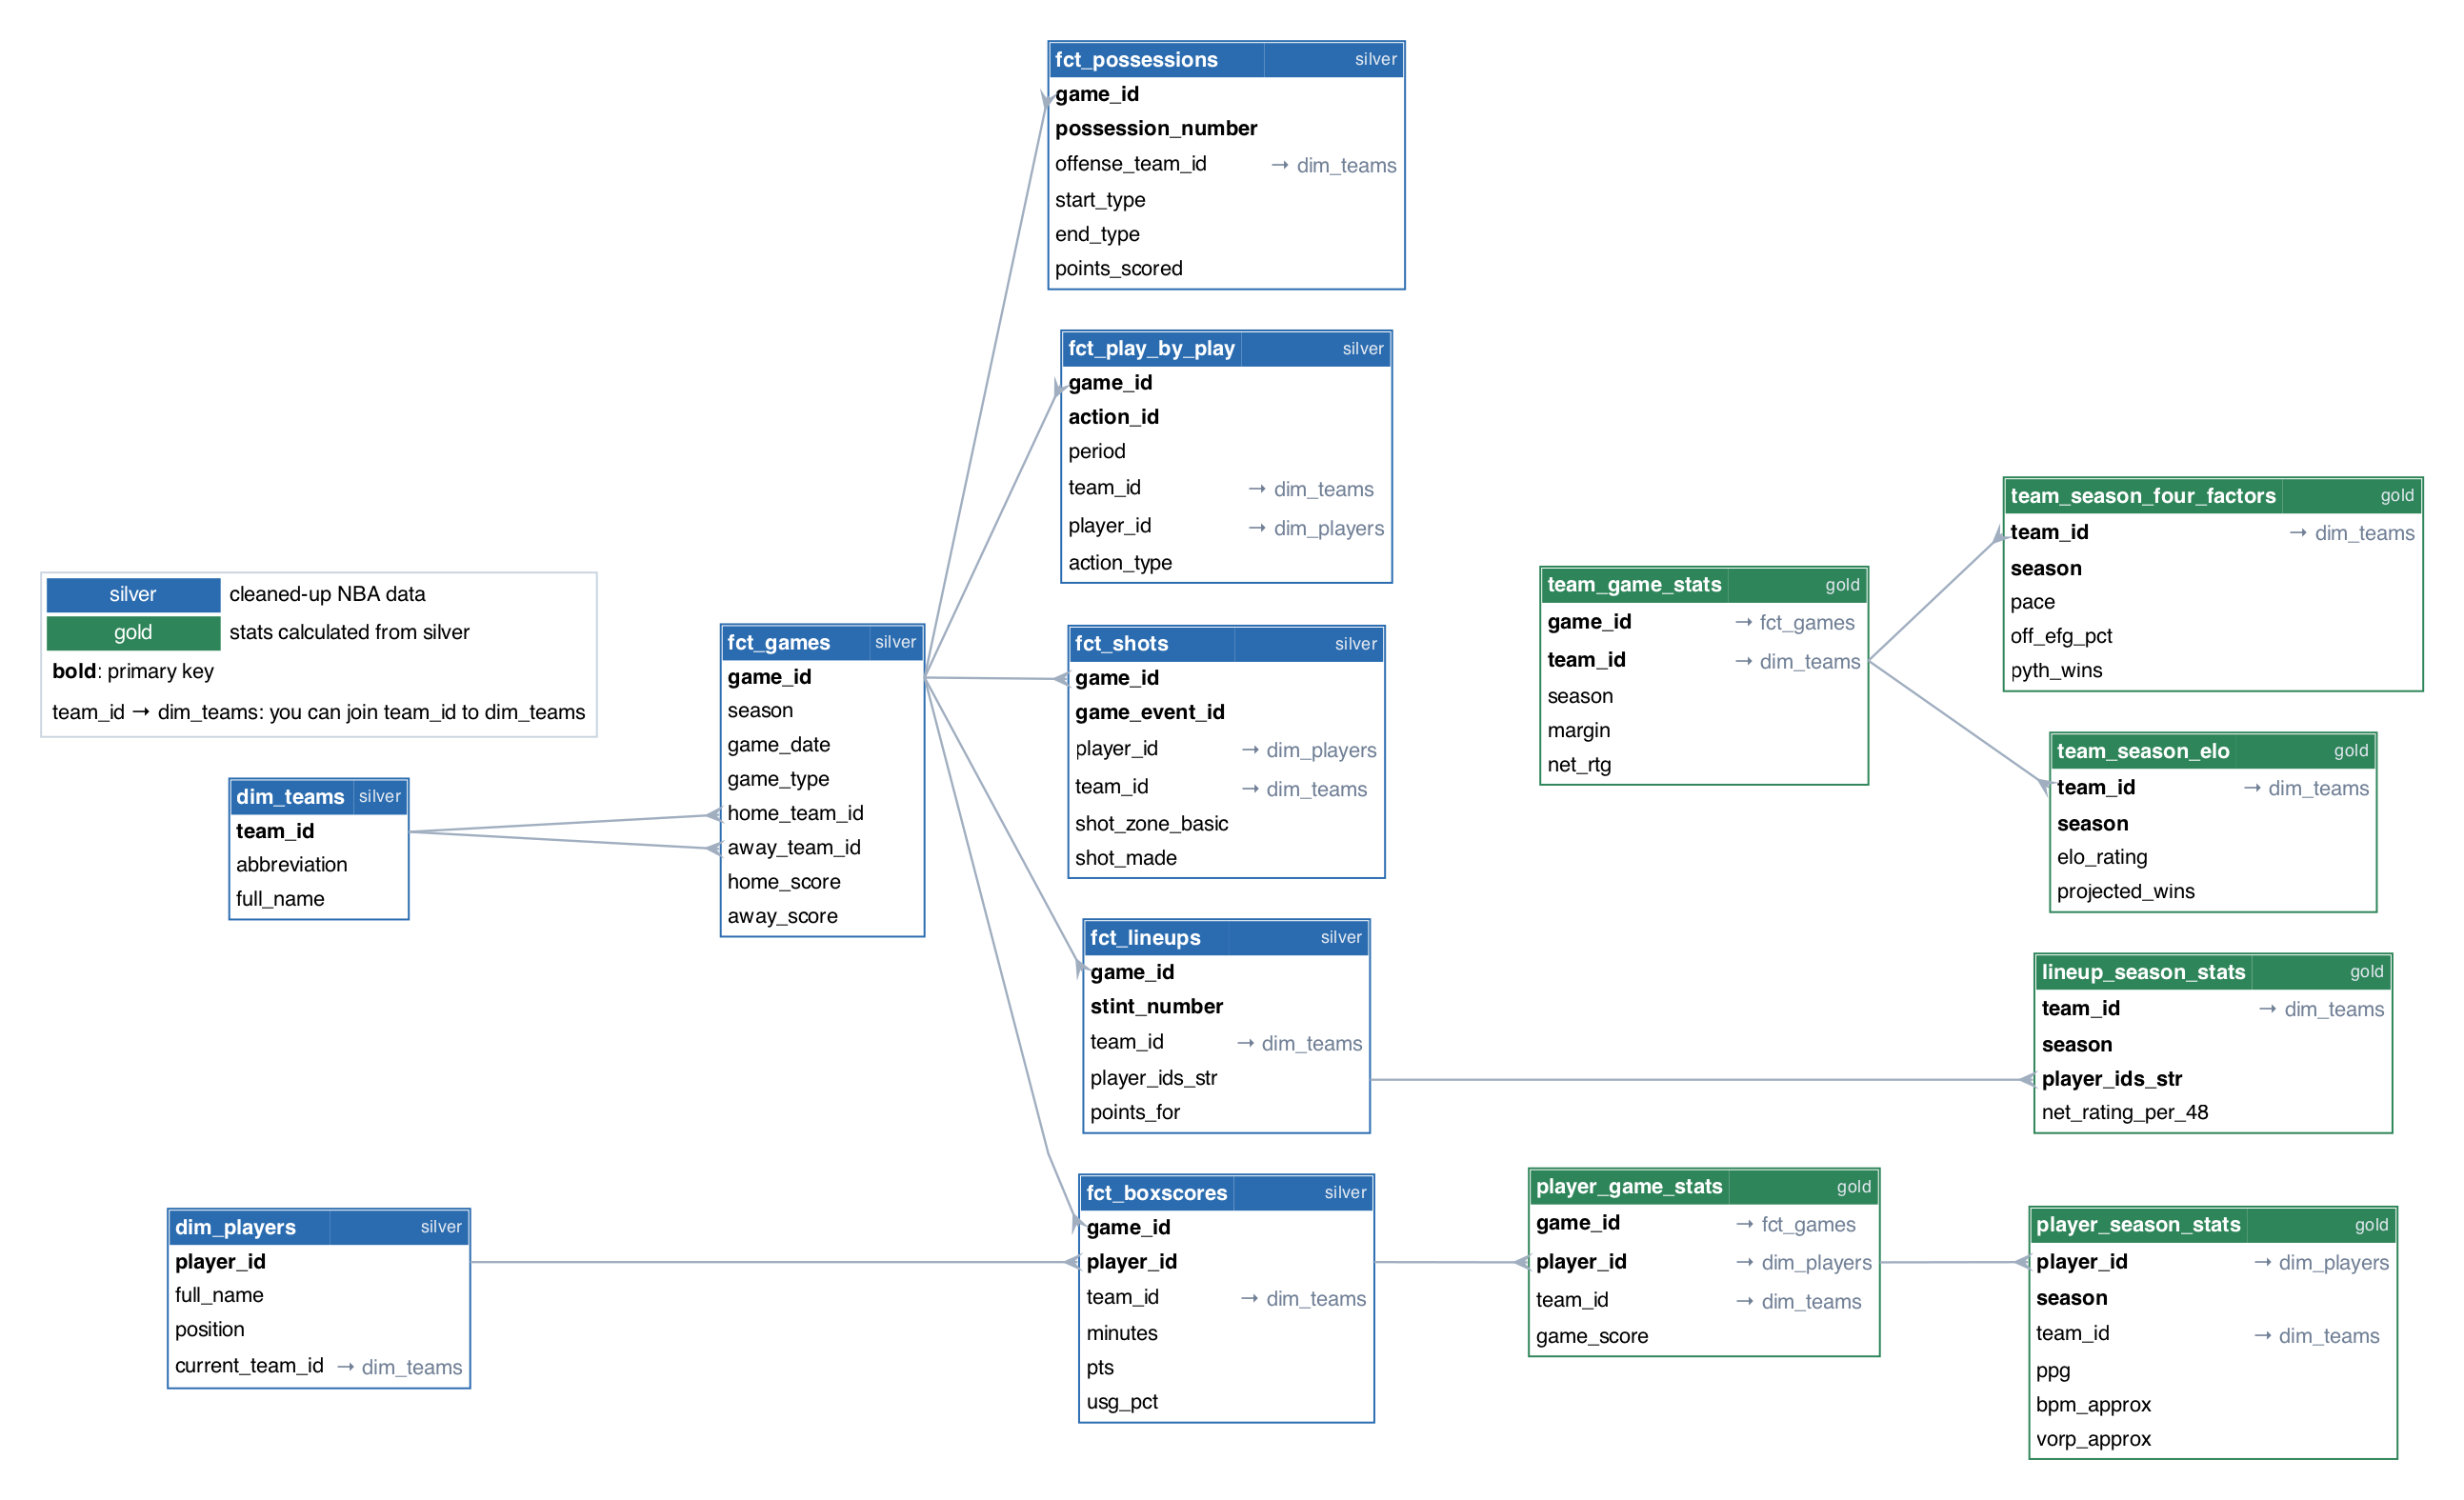 fct_possessions silver
game_id
possession_number
offense_team_id → dim_teams
start_type
end_type
points_scored
fct_play_by_play silver
game_id
action_id
period
team_id → dim_teams
player_id → dim_players
action_type
silver cleaned-up NBA data
gold stats calculated from silver
bold: primary key
team_id → dim_teams: you can join team_id to dim_teams
dim_teams silver
team_id
abbreviation
full_name
fct_games silver
game_id
season
game_date
game_type
home_team_id
away_team_id
home_score
away_score
fct_shots silver
game_id
game_event_id
player_id → dim_players
team_id → dim_teams
shot_zone_basic
shot_made
team_game_stats gold
game_id → fct_games
team_id → dim_teams
season
margin
net_rtg
team_season_four_factors gold
team_id → dim_teams
season
pace
off_efg_pct
pyth_wins
team_season_elo gold
team_id → dim_teams
season
elo_rating
projected_wins
fct_lineups silver
game_id
stint_number
team_id → dim_teams
player_ids_str
points_for
lineup_season_stats gold
team_id → dim_teams
season
player_ids_str
net_rating_per_48
dim_players silver
player_id
full_name
position
current_team_id → dim_teams
fct_boxscores silver
game_id
player_id
team_id → dim_teams
minutes
pts
usg_pct
player_game_stats gold
game_id → fct_games
player_id → dim_players
team_id → dim_teams
game_score
player_season_stats gold
player_id → dim_players
season
team_id → dim_teams
ppg
bpm_approx
vorp_approx